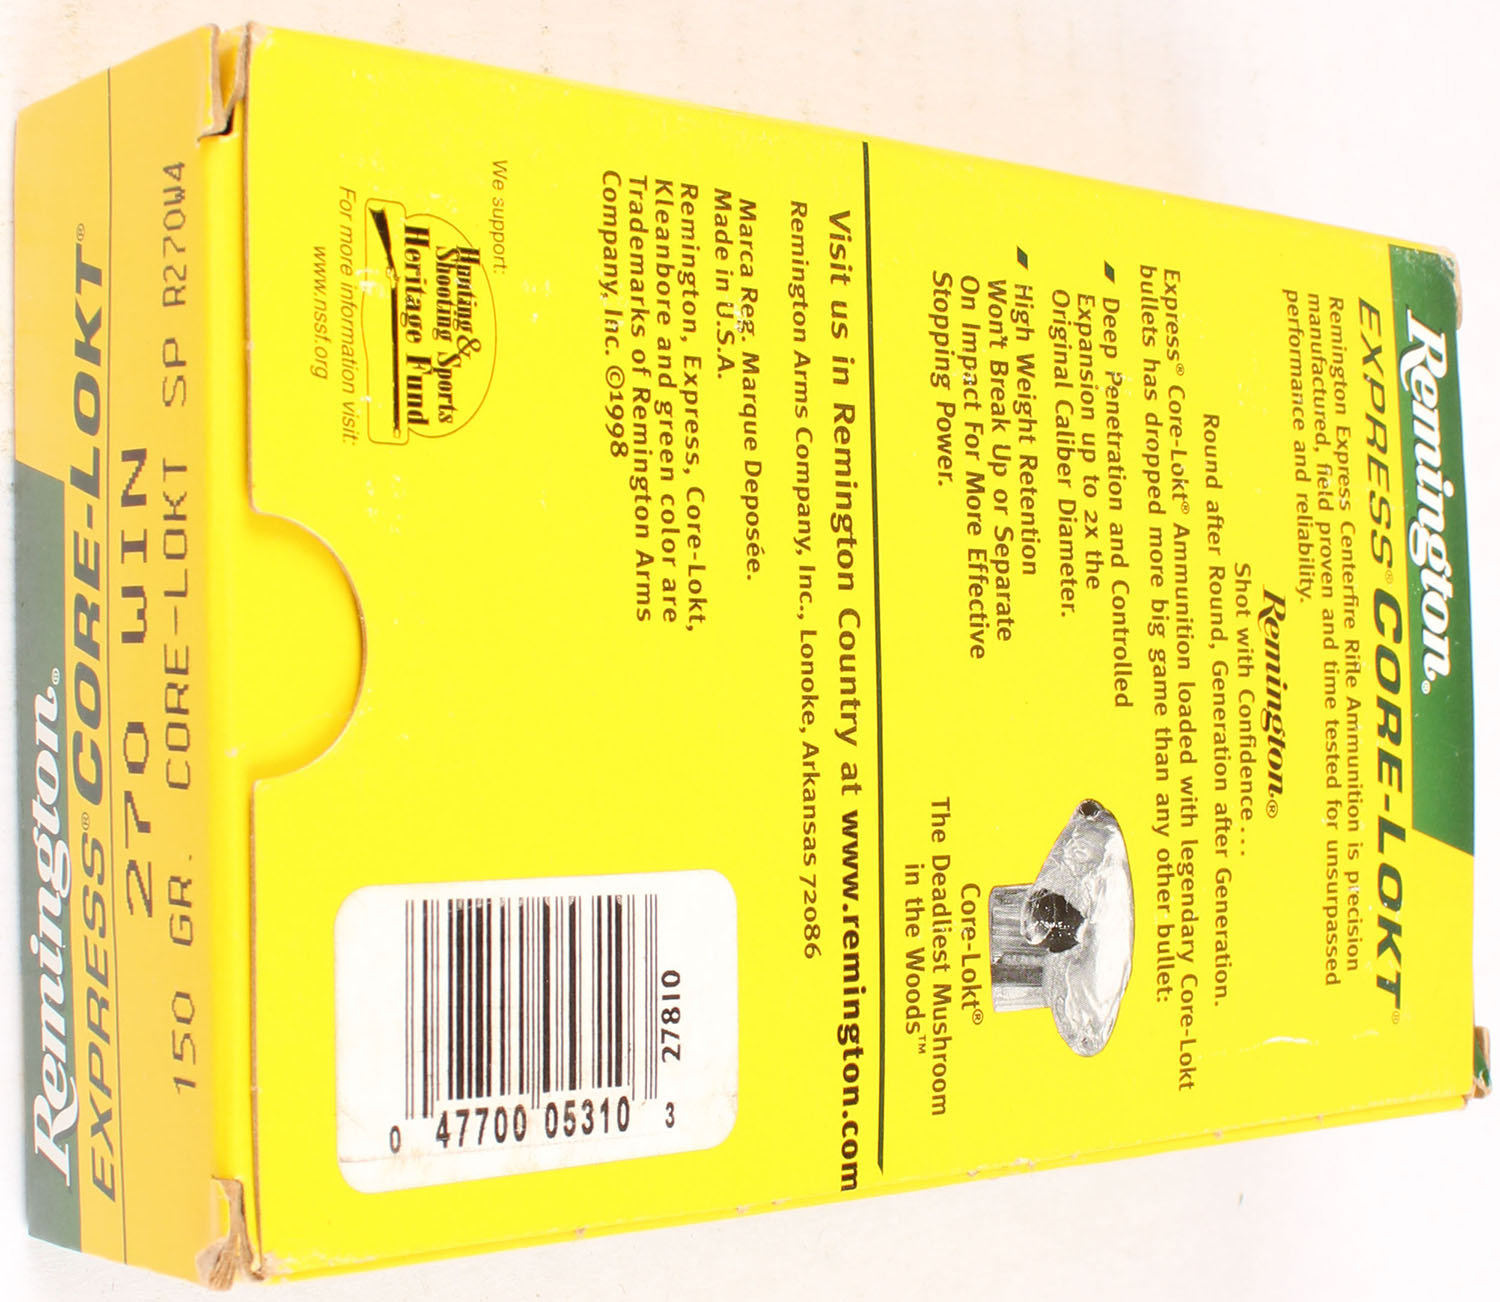 Remington®
EXPRESS® CORE-LOKT®
Remington Express Centerfire Rifle Ammunition is precision
manufactured, field proven and time tested for unsurpassed
performance and reliability.
Remington®
Shot with Confidence...
Round after Round, Generation after Generation.
Express® Core-Lokt® Ammunition loaded with legendary Core-Lokt
bullets has dropped more big game than any other bullet:
Deep Penetration and Controlled
Expansion up to 2x the
Original Caliber Diameter.
High Weight Retention
Won't Break Up or Separate
On Impact For More Effective
Stopping Power.
Core-Lokt®
The Deadliest Mushroom
in the Woods™
Visit us in Remington Country at www.remington.com
Remington Arms Company, Inc., Lonoke, Arkansas 72086
Marca Reg. Marque Deposée.
Made in U.S.A.
Remington, Express, Core-Lokt,
Kleanbore and green color are
Trademarks of Remington Arms
Company, Inc. ©1998
We support:
Hunting &
Shooting Sports
Heritage Fund
For more information visit:
www.nssf.org
27810
0 47700 05310 3
150 GR. CORE-LOKT SP R270W4
270 WIN
EXPRESS® CORE-LOKT®
Remington®